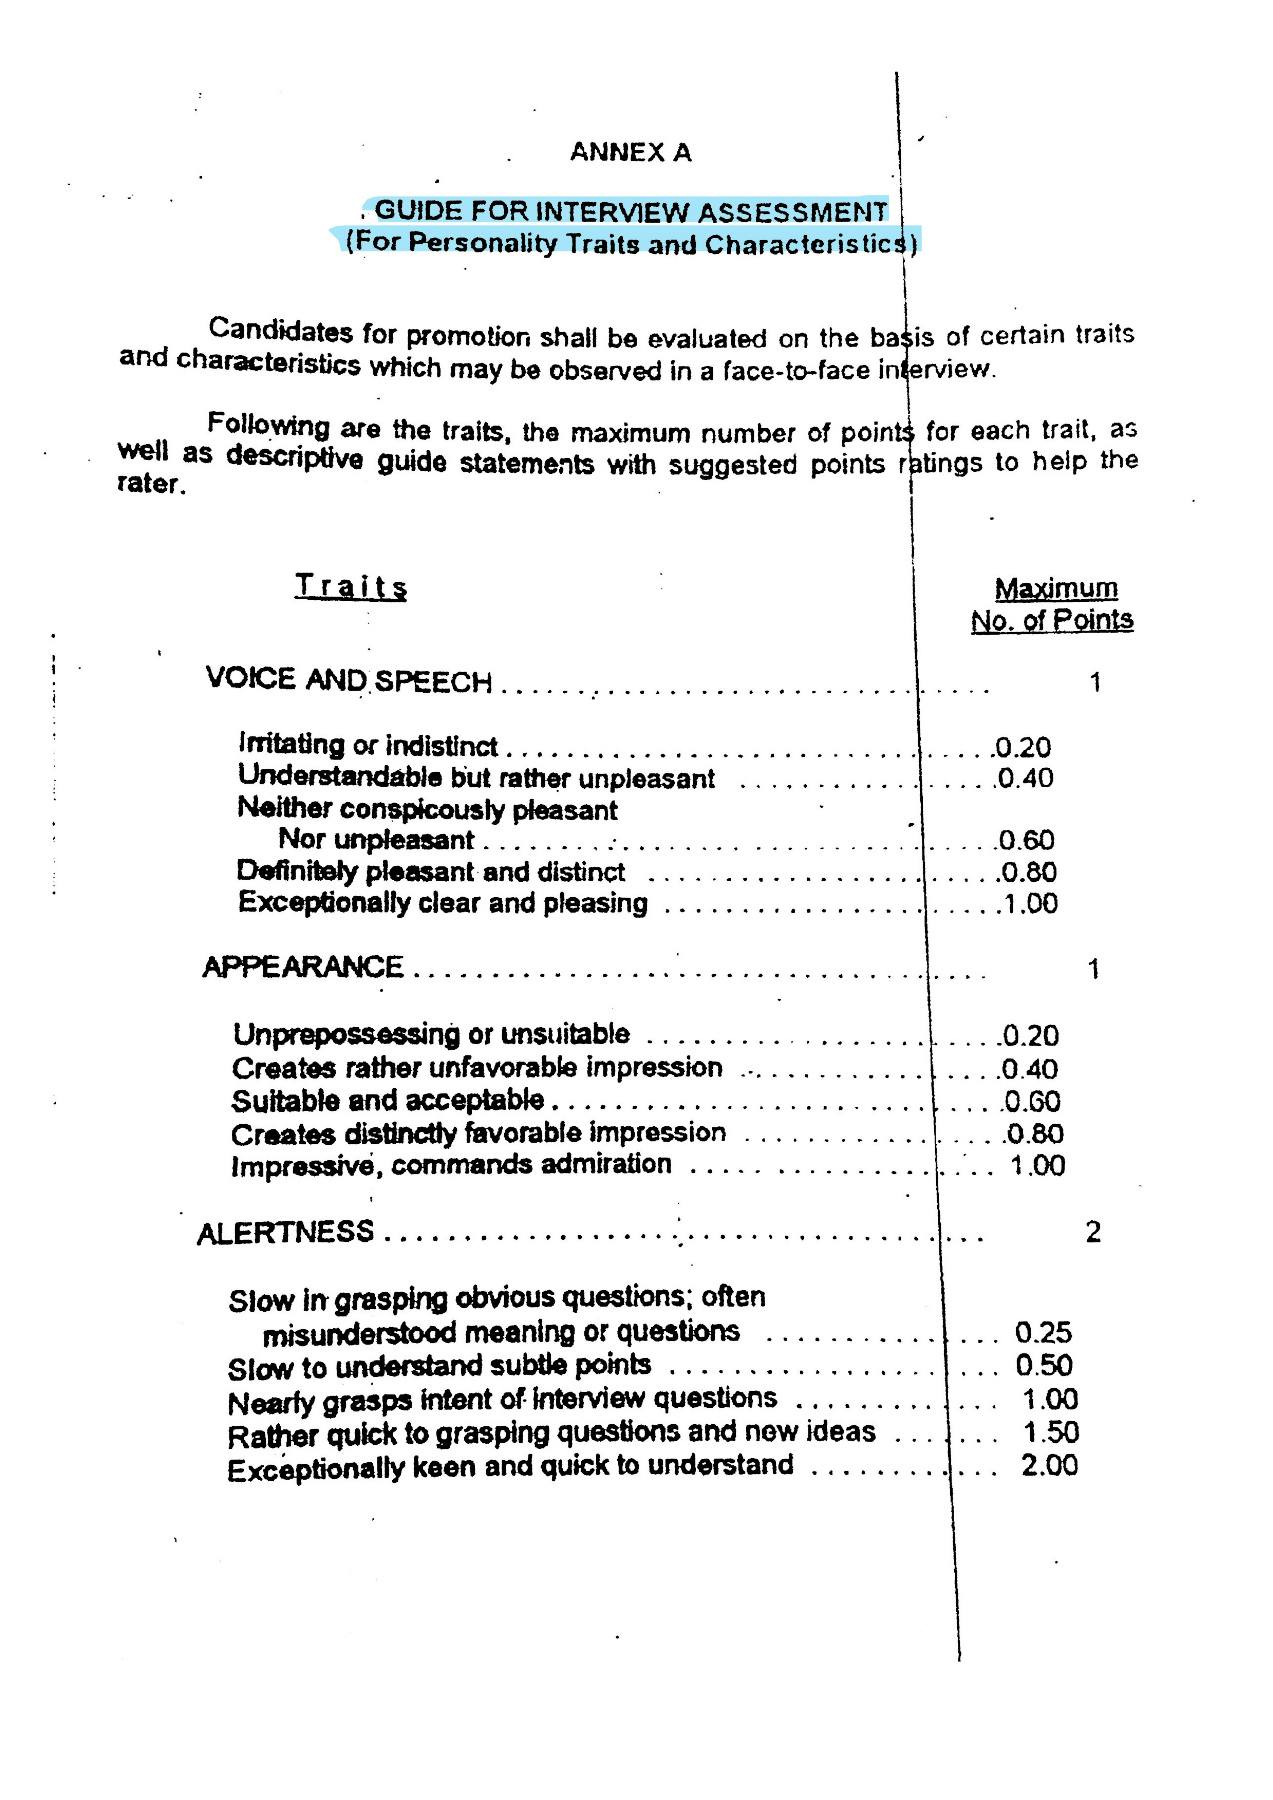 ANNEX A
GUIDE FOR INTERVIEW ASSESSMENT
(For Personality Traits and Characteristics)
Candidates for promotion shall be evaluated on the basis of certain traits
and characteristics which may be observed in a face-to-face interview.
Following are the traits, the maximum number of points for each trait, as
well as descriptive guide statements with suggested points ratings to help the
rater.
Traits Maximum
No. of Points
VOICE AND SPEECH ........................................ 1
Irritating or indistinct ........................................ 0.20
Understandable but rather unpleasant .................... 0.40
Neither conspicously pleasant
Nor unpleasant ........................................ 0.60
Definitely pleasant and distinct .................... 0.80
Exceptionally clear and pleasing .................... 1.00
APPEARANCE ........................................ 1
Unprepossessing or unsuitable .................... 0.20
Creates rather unfavorable impression .................... 0.40
Suitable and acceptable .................... 0.60
Creates distinctly favorable impression .................... 0.80
Impressive, commands admiration .................... 1.00
ALERTNESS ........................................ 2
Slow in grasping obvious questions; often
misunderstood meaning or questions .................... 0.25
Slow to understand subtle points .................... 0.50
Nearly grasps intent of interview questions .................... 1.00
Rather quick to grasping questions and new ideas ........ 1.50
Exceptionally keen and quick to understand .............. 2.00